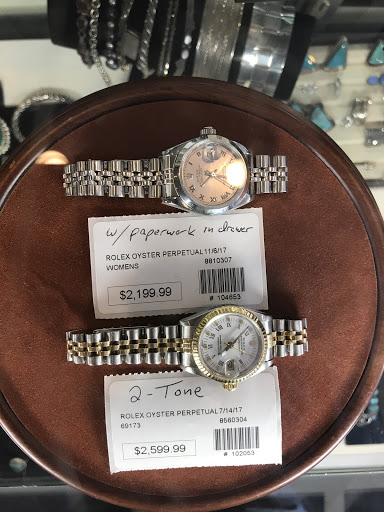 w/ paperwork in drawer
ROLEX OYSTER PERPETUAL 11/6/17
WOMENS 8810307
$2,199.99
# 104653
2-Tone
ROLEX OYSTER PERPETUAL 7/14/17
69173 8560304
$2,599.99
# 102053